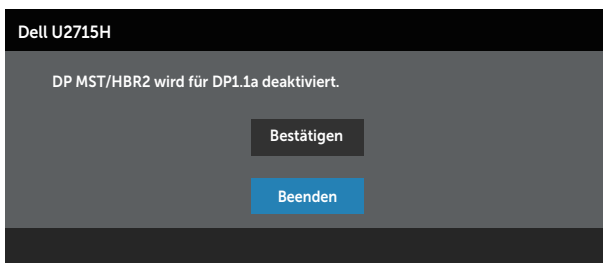 Dell U2715H
DP MST/HBR2 wird für DP1.1a deaktiviert.
Bestätigen
Beenden